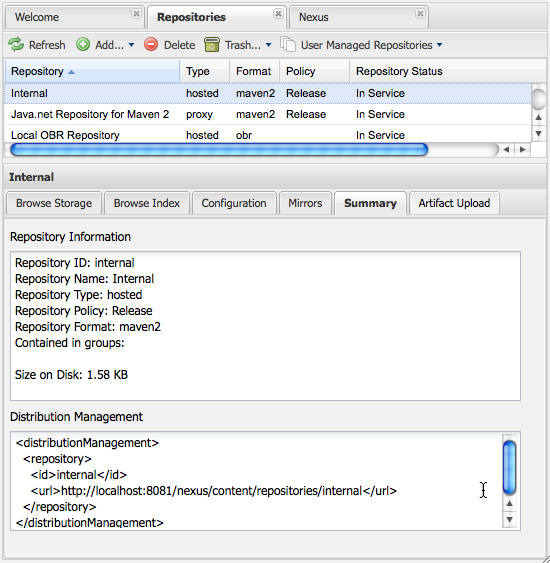 Welcome Repositories Nexus
Refresh Add... Delete Trash... User Managed Repositories
Repository Type Format Policy Repository Status
Internal hosted maven2 Release In Service
Java.net Repository for Maven 2 proxy maven2 Release In Service
Local OBR Repository hosted obr In Service
Internal
Browse Storage Browse Index Configuration Mirrors Summary Artifact Upload
Repository Information
Repository ID: internal
Repository Name: Internal
Repository Type: hosted
Repository Policy: Release
Repository Format: maven2
Contained in groups:
Size on Disk: 1.58 KB
Distribution Management
<distributionManagement>
<repository>
<id>internal</id>
<url>http://localhost:8081/nexus/content/repositories/internal</url>
</repository>
</distributionManagement>